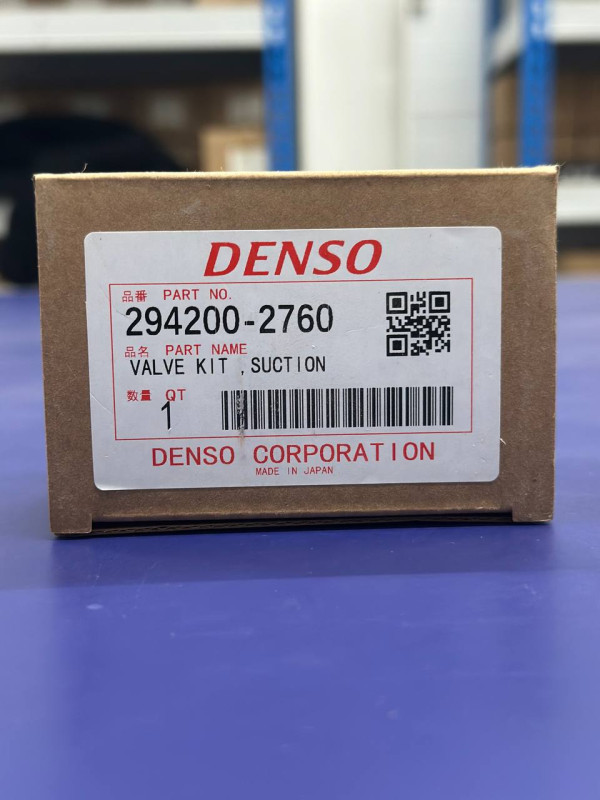 DENSO
品番 PART NO.
294200-2760
品名 PART NAME
VALVE KIT ,SUCTION
数量 QT
1
DENSO CORPORATION
MADE IN JAPAN